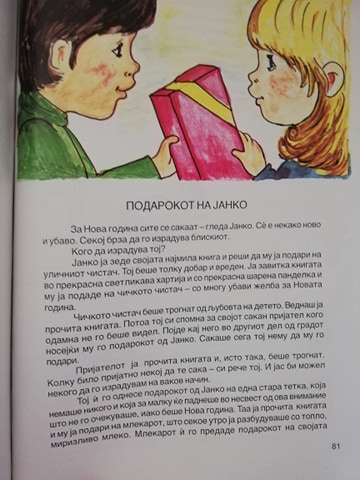 ПОДАРОКОТ НА ЈАНКО
За Нова година сите се сакаат – гледа Јанко. Сѐ е некако ново
и убаво. Секој брза да го израдува блискиот.
Кого да израдува тој?
Јанко ја зеде својата најмила книга и реши да му ја подари на
уличниот чистач. Тој беше толку добар и вреден. Ја завитка книгата
во прекрасна светликава хартија и со прекрасна шарена панделка и
му ја подаде на чичкото чистач – со многу убави желби за Новата
година.
Чичкото чистач беше трогнат од љубовта на детето. Веднаш ја
прочита книгата. Потоа тој си спомна за својот сакан пријател кого
одамна не го беше видел. Појде кај него во другиот дел од градот
носејќи му го подарокот од Јанко. Сакаше сега тој нему да му го
подари.
Пријателот ја прочита книгата и, исто така, беше трогнат.
Колку било пријатно некој да те сака – си рече тој. И јас би можел
некого да го израдувам на ваков начин.
Тој ѝ го однесе подарокот од Јанко на една стара тетка, која
немаше никого и која за малку ќе паднеше во несвест од ова внимание
што не го очекуваше, иако беше Нова година. Таа ја прочита книгата
и му ја подари на млекарот, што секое утро ја разбудуваше со топло,
миризливо млеко. Млекарот ѝ го предаде подарокот на својата
81